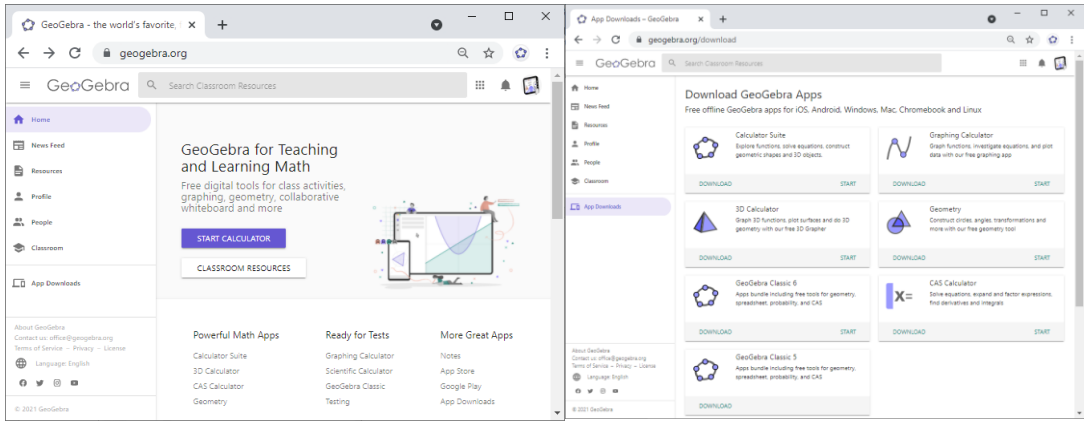 GeoGebra - the world's favorite,
geogebra.org
GeoGebra
Search Classroom Resources
Home
News Feed
Resources
Profile
People
Classroom
App Downloads
About GeoGebra
Contact us: office@geogebra.org
Terms of Service – Privacy – License
Language: English
© 2021 GeoGebra
GeoGebra for Teaching
and Learning Math
Free digital tools for class activities,
graphing, geometry, collaborative
whiteboard and more
START CALCULATOR
CLASSROOM RESOURCES
Powerful Math Apps
Calculator Suite
3D Calculator
CAS Calculator
Geometry
Ready for Tests
Graphing Calculator
Scientific Calculator
GeoGebra Classic
Testing
More Great Apps
Notes
App Store
Google Play
App Downloads
App Downloads – GeoGebra
geogebra.org/download
GeoGebra
Search Classroom Resources
Home
News Feed
Resources
Profile
People
Classroom
App Downloads
About GeoGebra
Contact us: office@geogebra.org
Terms of Service – Privacy – License
Language: English
© 2021 GeoGebra
Download GeoGebra Apps
Free offline GeoGebra apps for iOS, Android, Windows, Mac, Chromebook and Linux
Calculator Suite
Explore functions, solve equations, construct
geometric shapes and 3D objects.
DOWNLOAD START
Graphing Calculator
Graph functions, investigate equations, and plot
data with our free graphing app
DOWNLOAD START
3D Calculator
Graph 3D functions, plot surfaces and do 3D
geometry with our free 3D Grapher
DOWNLOAD START
Geometry
Construct circles, angles, transformations and
more with our free geometry tool
DOWNLOAD START
GeoGebra Classic 6
Apps bundle including free tools for geometry,
spreadsheet, probability, and CAS
DOWNLOAD START
X=
CAS Calculator
Solve equations, expand and factor expressions,
find derivatives and integrals
DOWNLOAD START
GeoGebra Classic 5
Apps bundle including free tools for geometry,
spreadsheet, probability, and CAS
DOWNLOAD